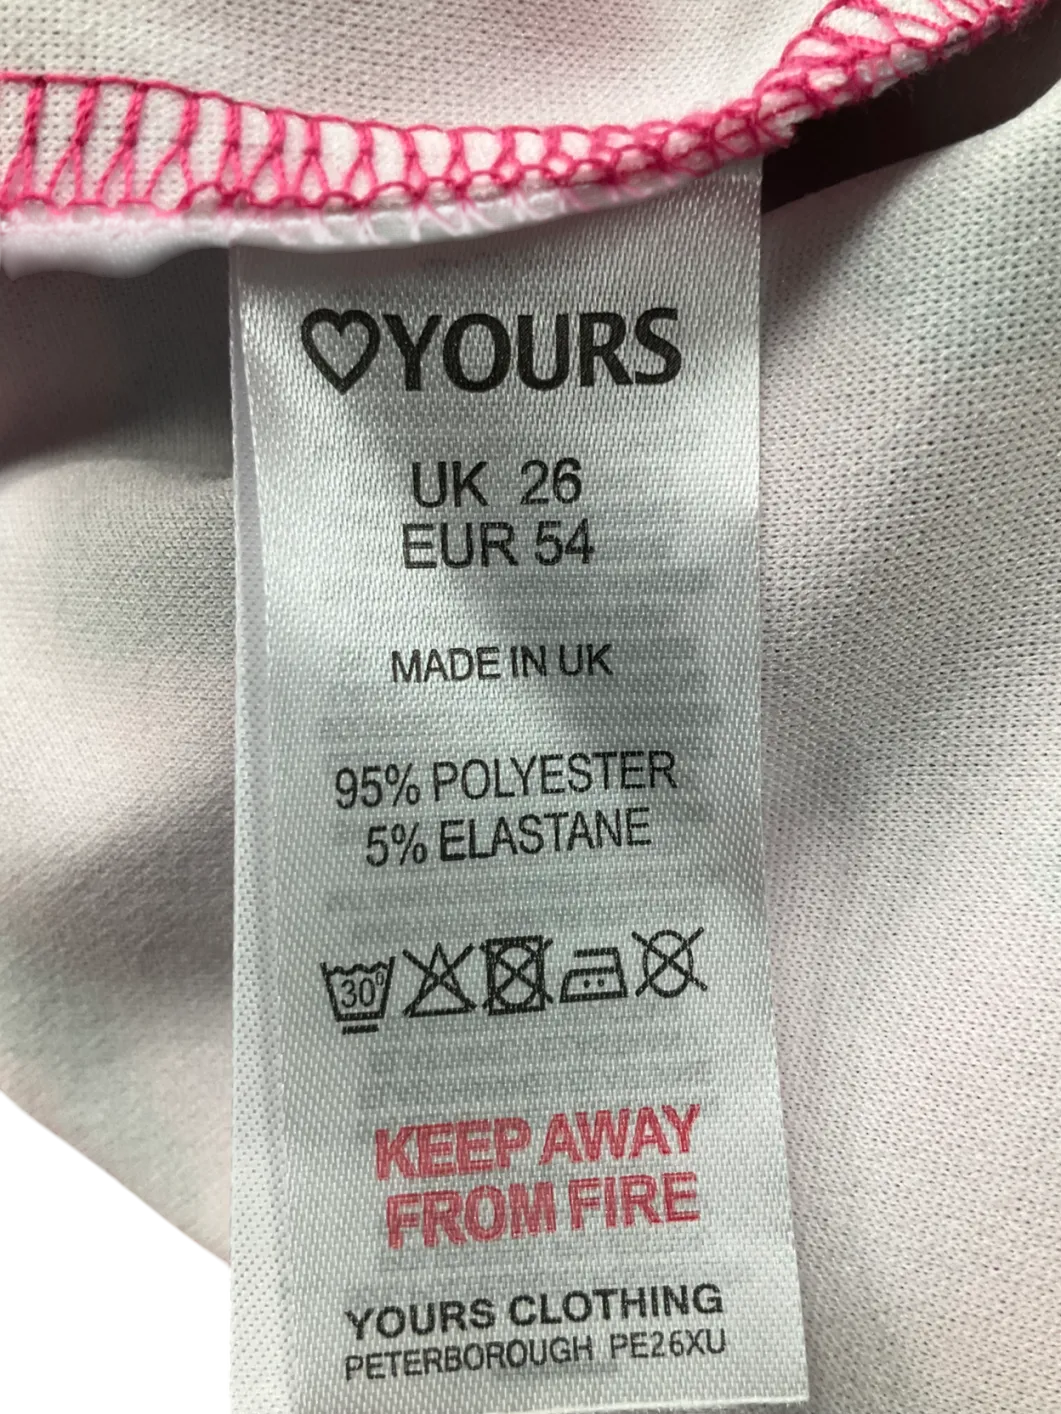 ♡YOURS
UK 26
EUR 54
MADE IN UK
95% POLYESTER
5% ELASTANE
30°
KEEP AWAY
FROM FIRE
YOURS CLOTHING
PETERBOROUGH PE26XU